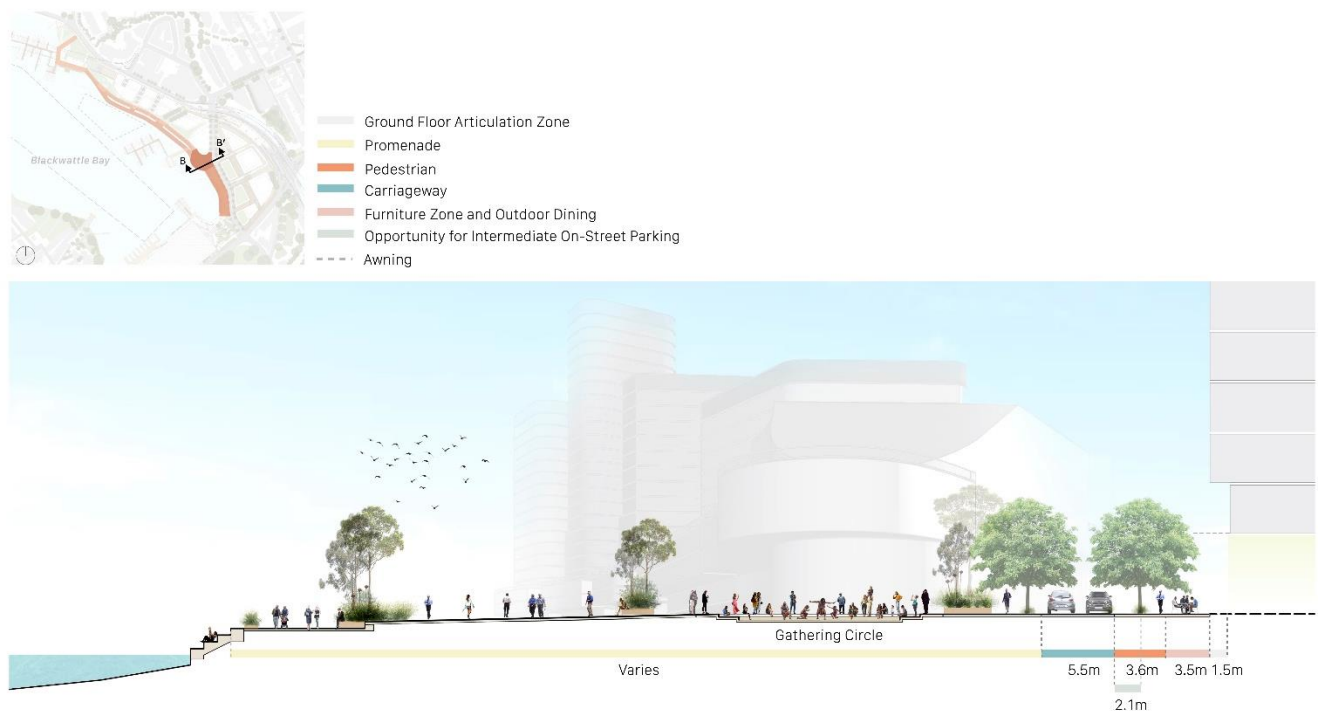 B'
B
Blackwattle Bay
Ground Floor Articulation Zone
Promenade
Pedestrian
Carriageway
Furniture Zone and Outdoor Dining
Opportunity for Intermediate On-Street Parking
Awning
Gathering Circle
Varies
5.5m
3.6m
3.5m
1.5m
2.1m